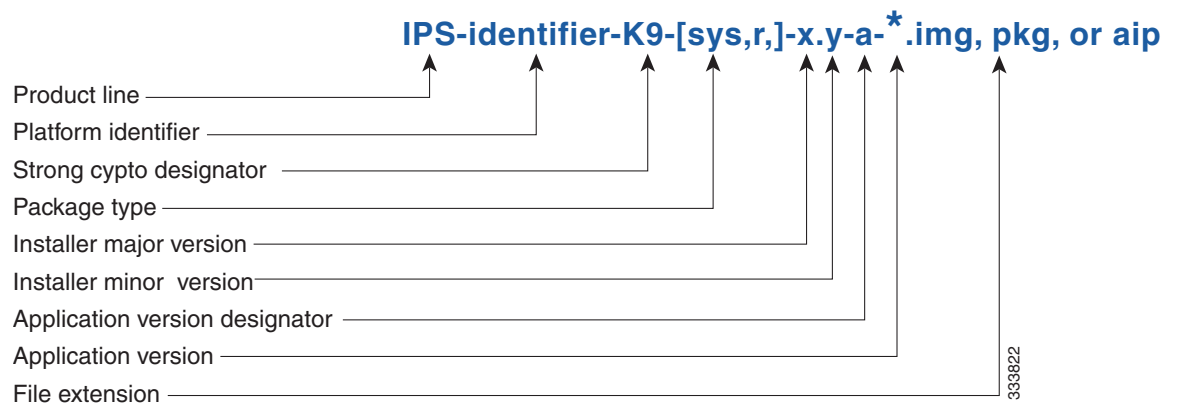 IPS-identifier-K9-[sys,r,]-x.y-a-*.img, pkg, or aip
Product line
Platform identifier
Strong cypto designator
Package type
Installer major version
Installer minor version
Application version designator
Application version
File extension
333822